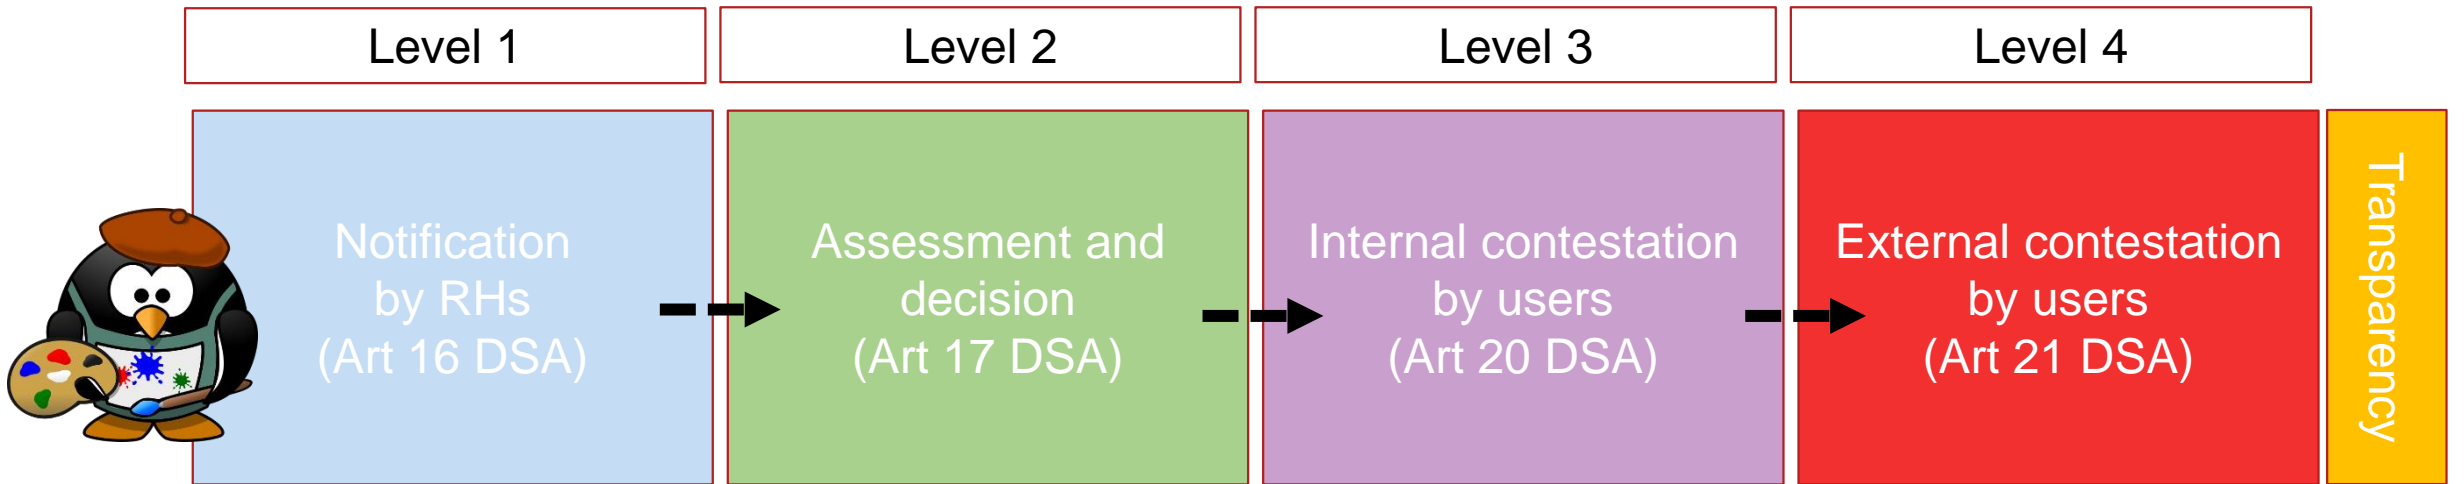 Level 1
Level 2
Level 3
Level 4
Notification
by RHs
(Art 16 DSA)
Assessment and
decision
(Art 17 DSA)
Internal contestation
by users
(Art 20 DSA)
External contestation
by users
(Art 21 DSA)
Transparency